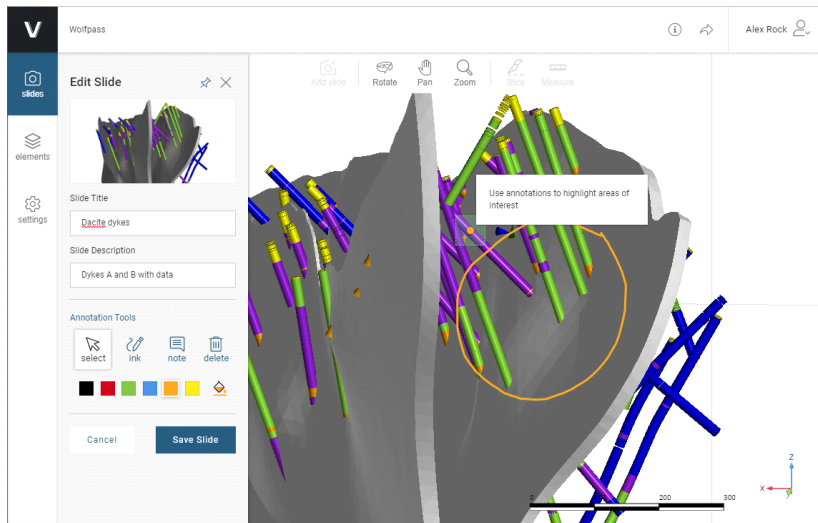 V
Wolfpass
Alex Rock
slides
elements
settings
Edit Slide
Slide Title
Dacite dykes
Slide Description
Dykes A and B with data
Annotation Tools
select
ink
note
delete
Cancel
Save Slide
Add slide
Rotate
Pan
Zoom
Slice
Measure
Use annotations to highlight areas of
interest
0
200
300
Z
X
y